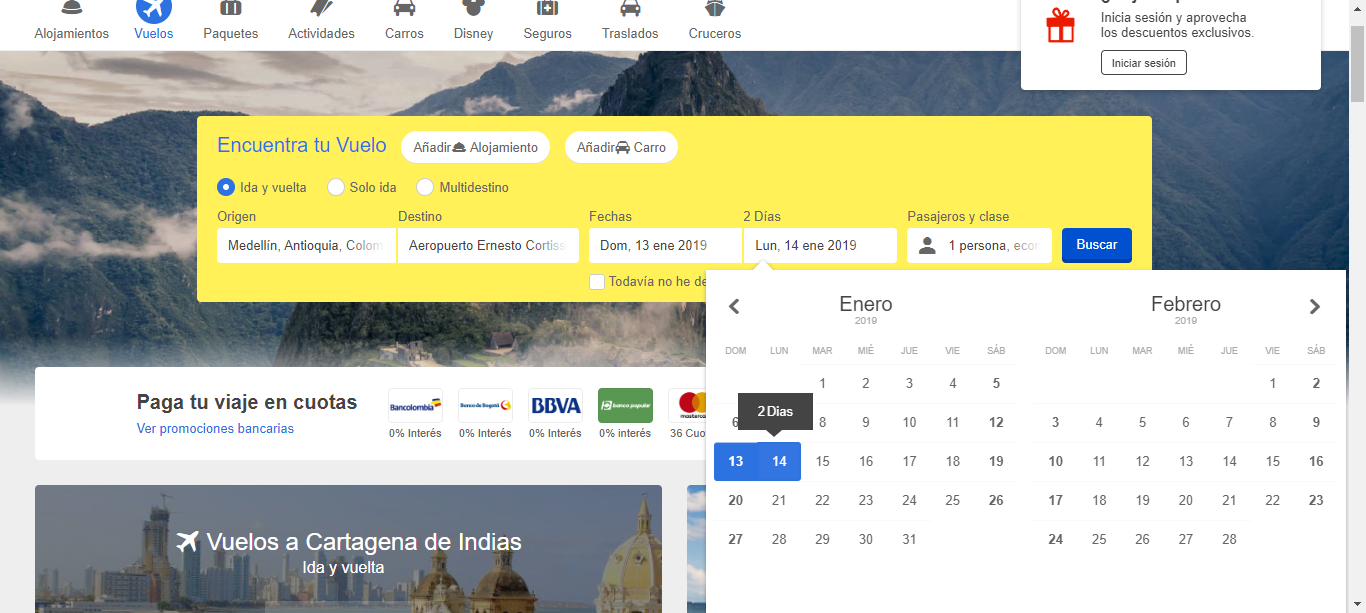 Alojamientos
Vuelos
Paquetes
Actividades
Carros
Disney
Seguros
Traslados
Cruceros
Inicia sesión y aprovecha
los descuentos exclusivos.
Iniciar sesión
Encuentra tu Vuelo
Añadir Alojamiento
Añadir Carro
Ida y vuelta
Solo ida
Multidestino
Origen
Destino
Fechas
2 Días
Pasajeros y clase
Medellín, Antioquia, Colom
Aeropuerto Ernesto Cortiss
Dom, 13 ene 2019
Lun, 14 ene 2019
1 persona, econ
Buscar
Todavía no he de
Enero
2019
DOM LUN MAR MIÉ JUE VIE SÁB
1 2 3 4 5
6 8 9 10 11 12
2 Dias
13 14 15 16 17 18 19
20 21 22 23 24 25 26
27 28 29 30 31
Febrero
2019
DOM LUN MAR MIÉ JUE VIE SÁB
1 2
3 4 5 6 7 8 9
10 11 12 13 14 15 16
17 18 19 20 21 22 23
24 25 26 27 28
Paga tu viaje en cuotas
Ver promociones bancarias
Bancolombia
0% Interés
Banco de Bogotá
0% Interés
BBVA
0% Interés
banco popular
0% interés
masterca
36 Cuo
Vuelos a Cartagena de Indias
Ida y vuelta